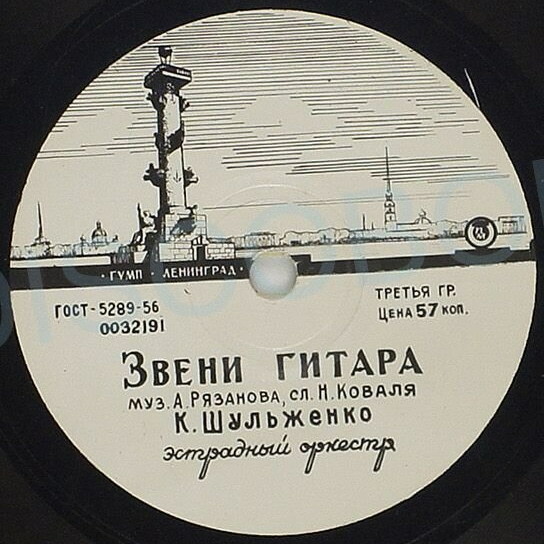 · ГУМП · ЛЕНИНГРАД ·
ГОСТ-5289-56
0032191
ТРЕТЬЯ ГР.
ЦЕНА 57 КОП.
ЗВЕНИ ГИТАРА
МУЗ. А. РЯЗАНОВА, СЛ. Н. КОВАЛЯ
К. ШУЛЬЖЕНКО
эстрадный оркестр